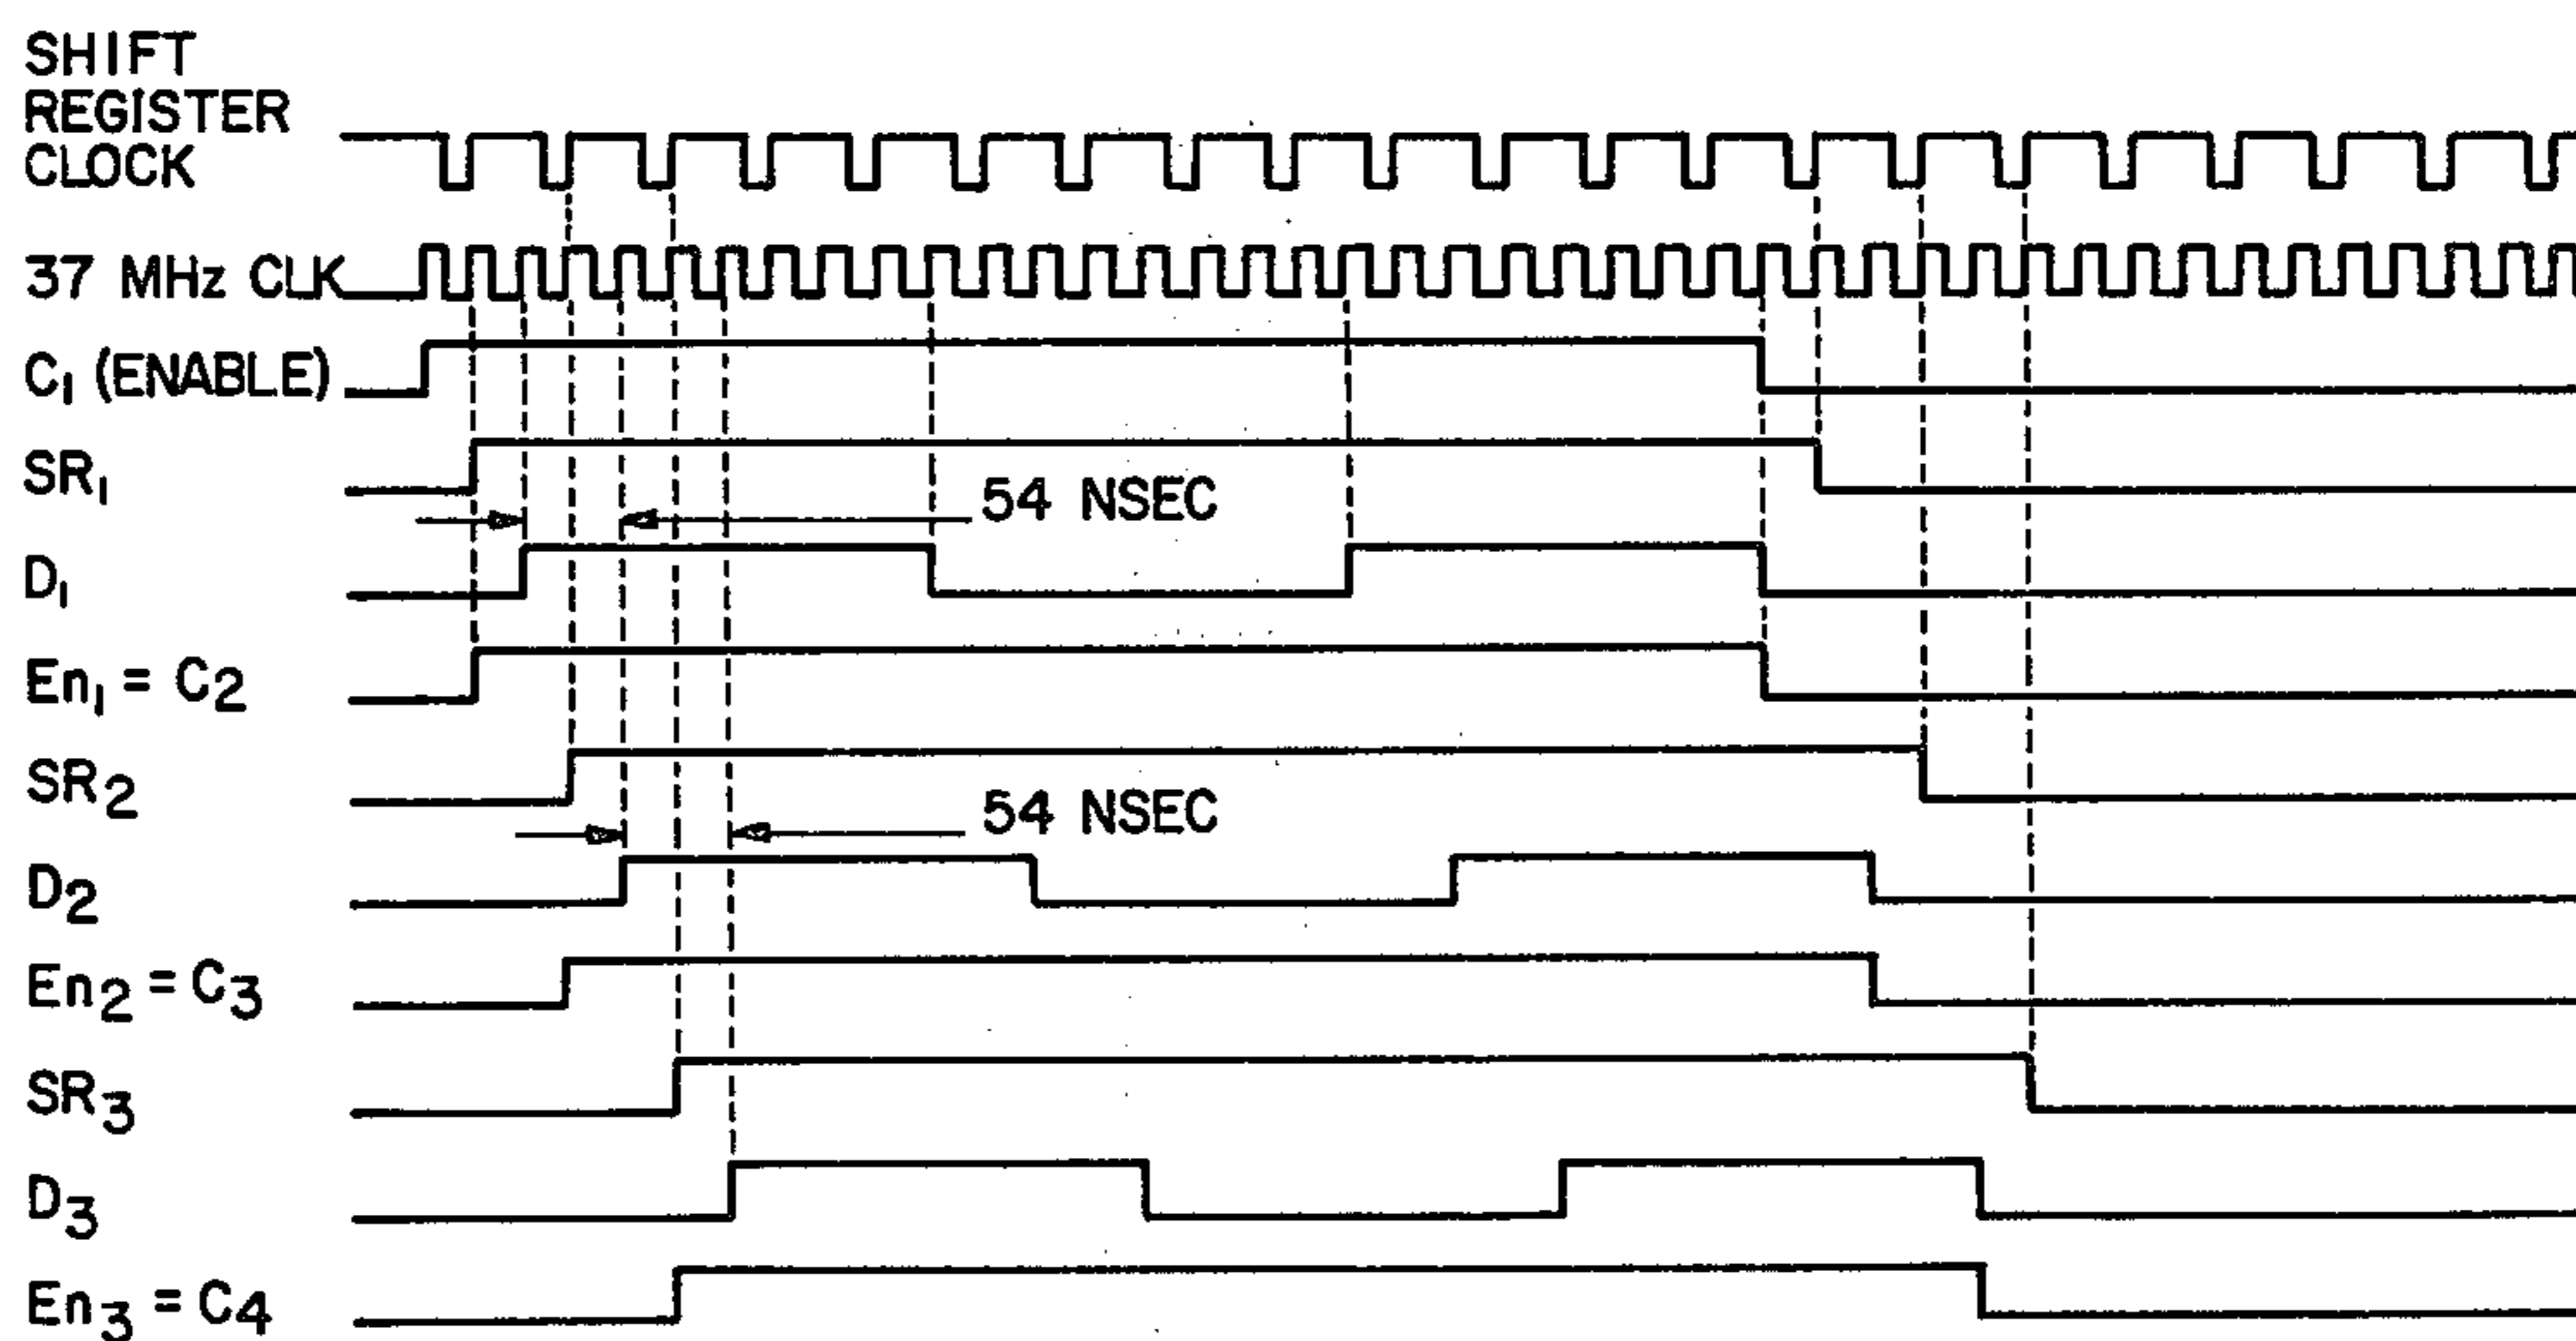 SHIFT
REGISTER
CLOCK
37 MHz CLK
C₁ (ENABLE)
SR₁
54 NSEC
D₁
En₁ = C₂
SR₂
54 NSEC
D₂
En₂ = C₃
SR₃
D₃
En₃ = C₄